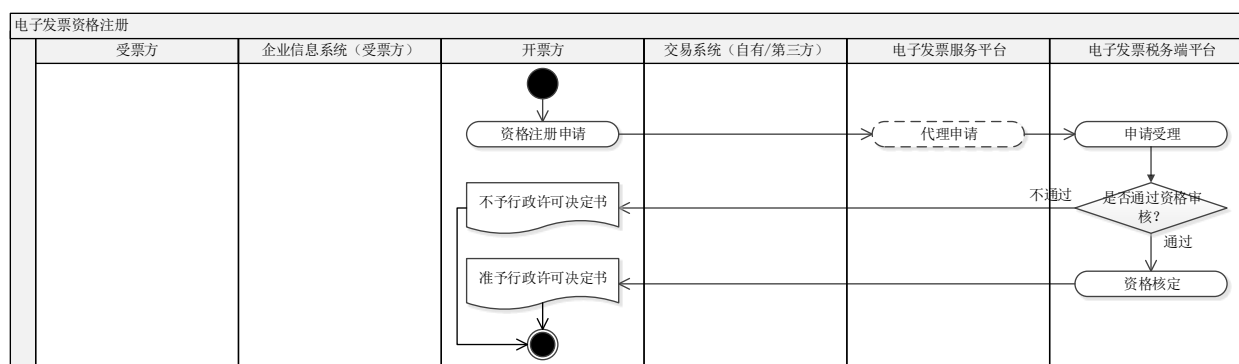 电子发票资格注册
受票方
企业信息系统（受票方）
开票方
交易系统（自有/第三方）
电子发票服务平台
电子发票税务端平台
资格注册申请
代理申请
申请受理
不予行政许可决定书
不通过
是否通过资格审
核？
通过
准予行政许可决定书
资格核定